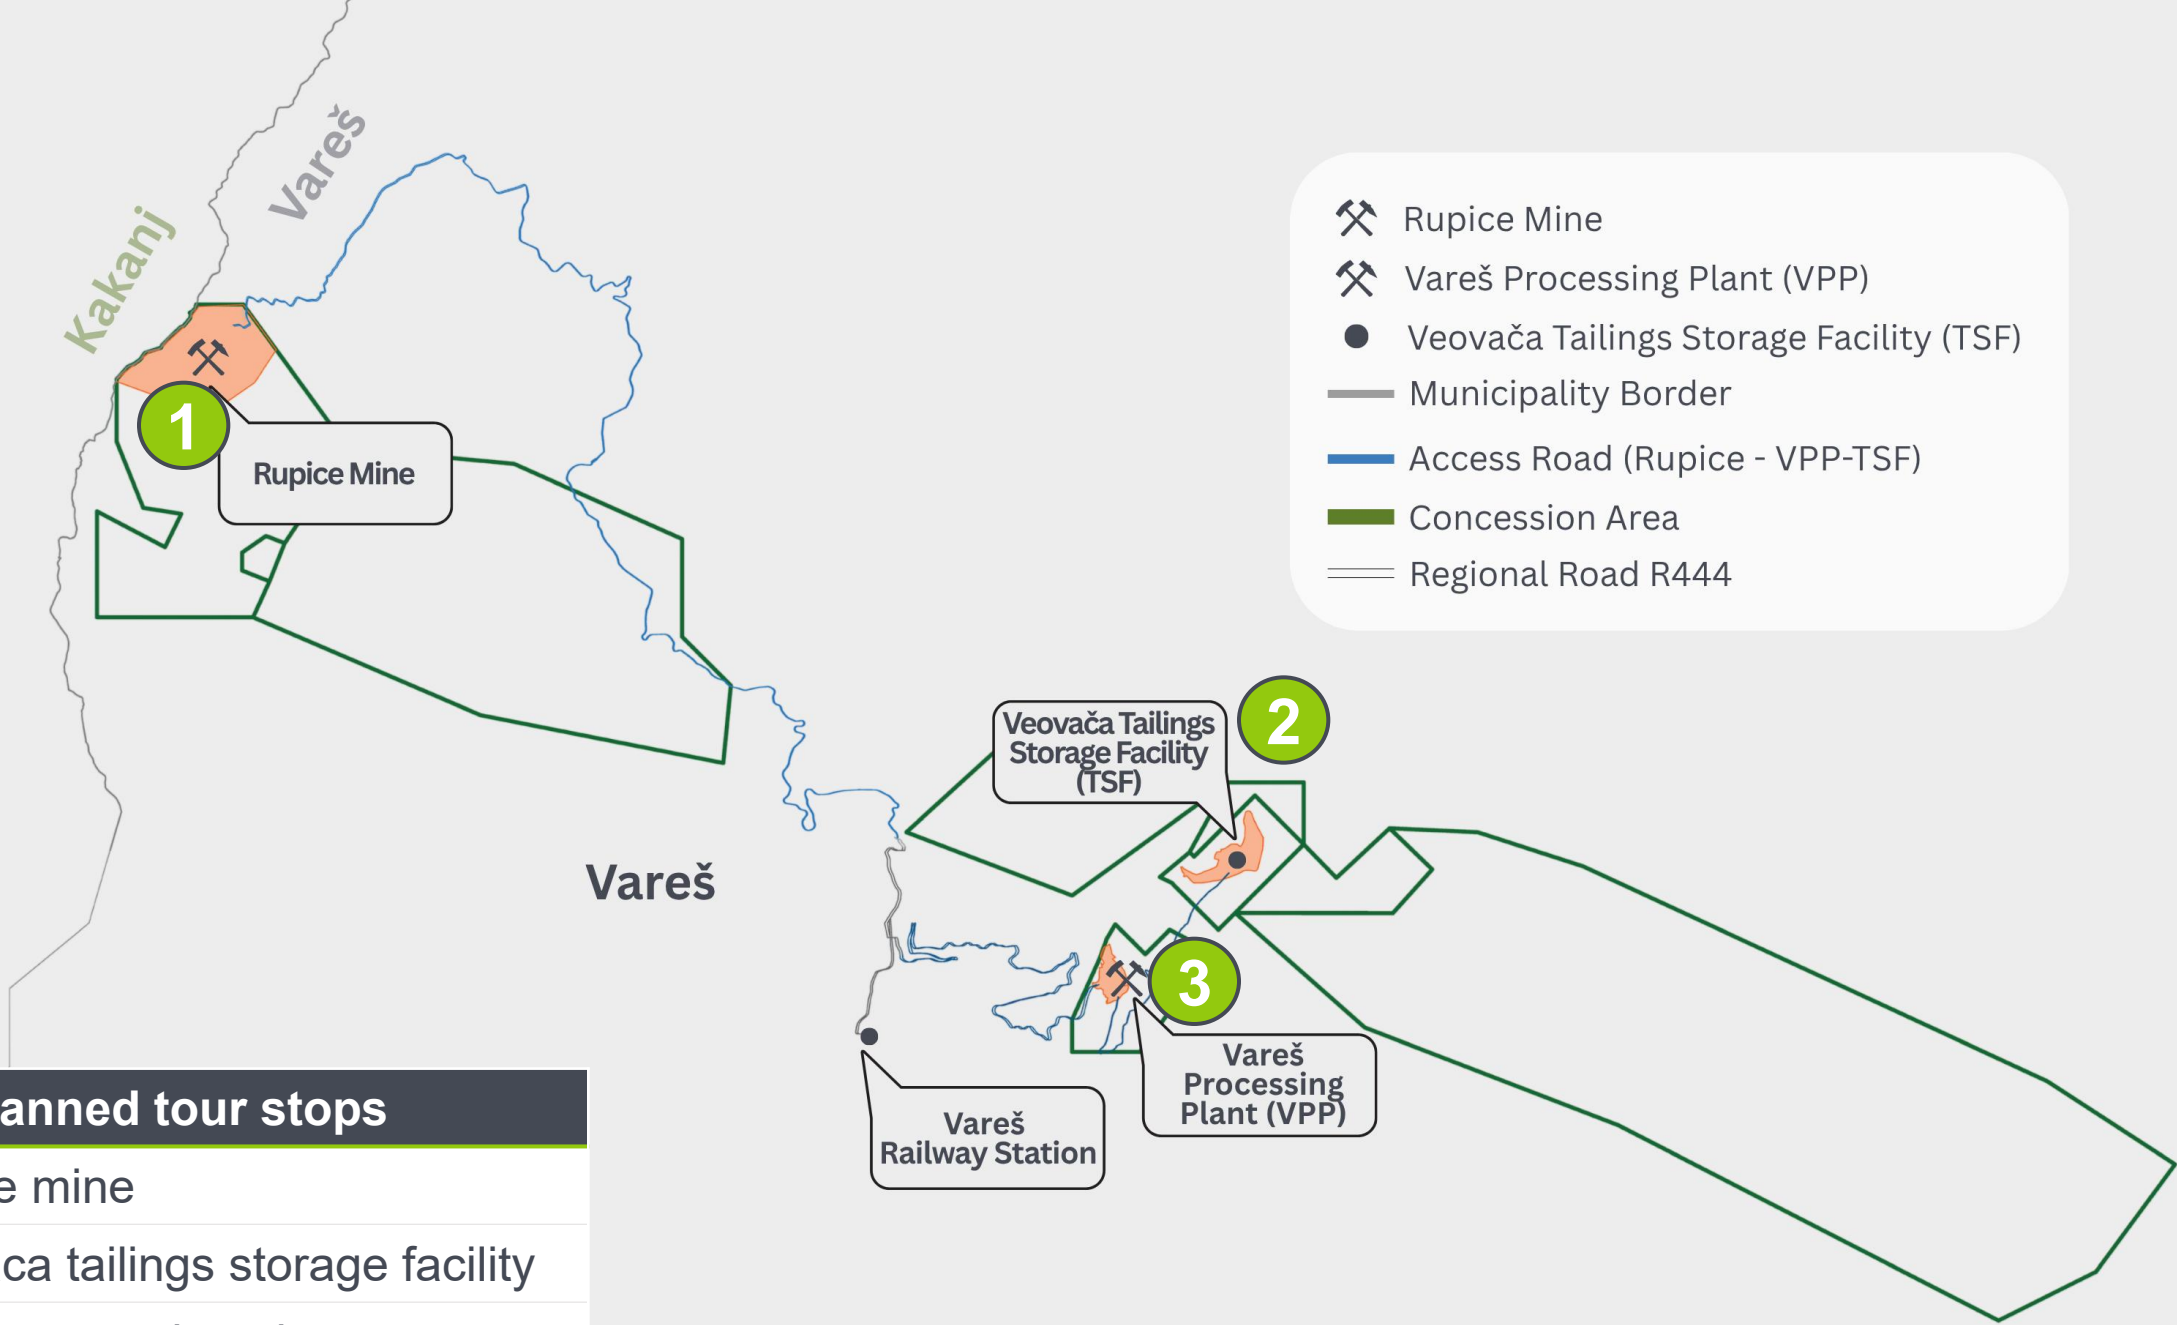 Vareš
Kakanj
Rupice Mine
Vareš Processing Plant (VPP)
Veovača Tailings Storage Facility (TSF)
Municipality Border
Access Road (Rupice - VPP-TSF)
Concession Area
Regional Road R444
1
Rupice Mine
2
Veovača Tailings
Storage Facility
(TSF)
Vareš
3
Vareš
Processing
Plant (VPP)
Vareš
Railway Station
anned tour stops
e mine
ca tailings storage facility